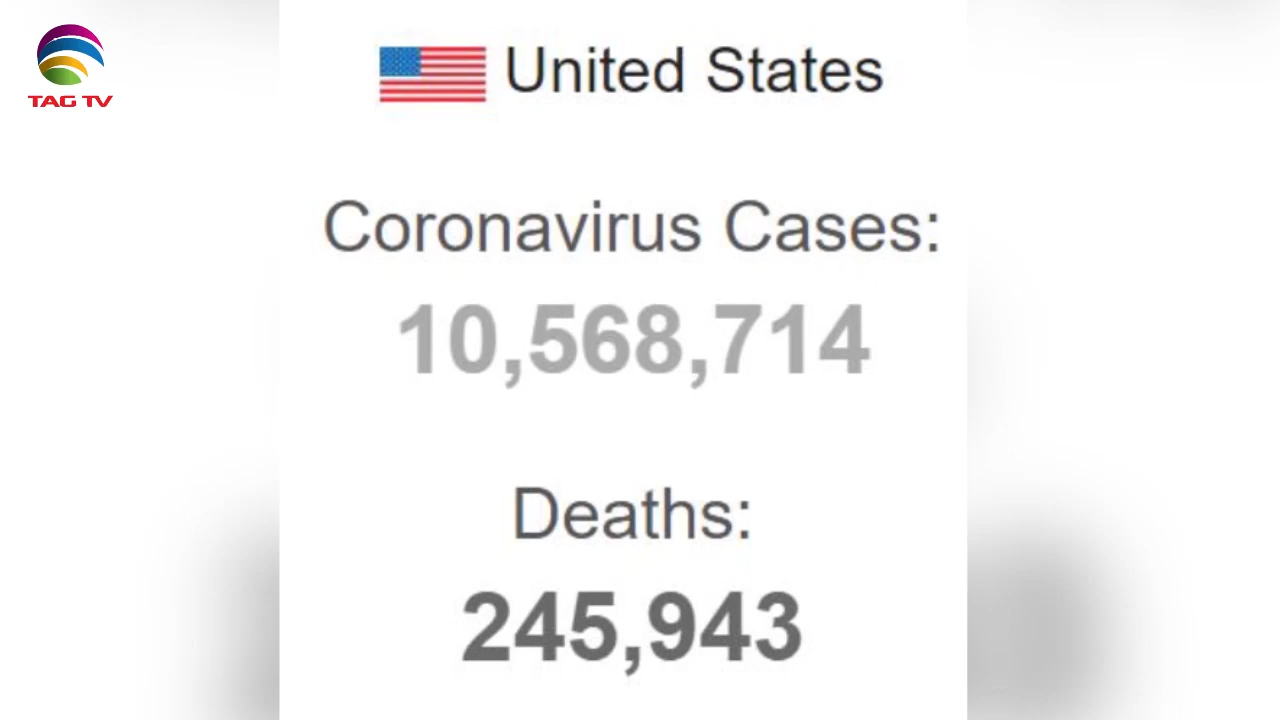 TAG TV
United States
Coronavirus Cases:
10,568,714
Deaths:
245,943